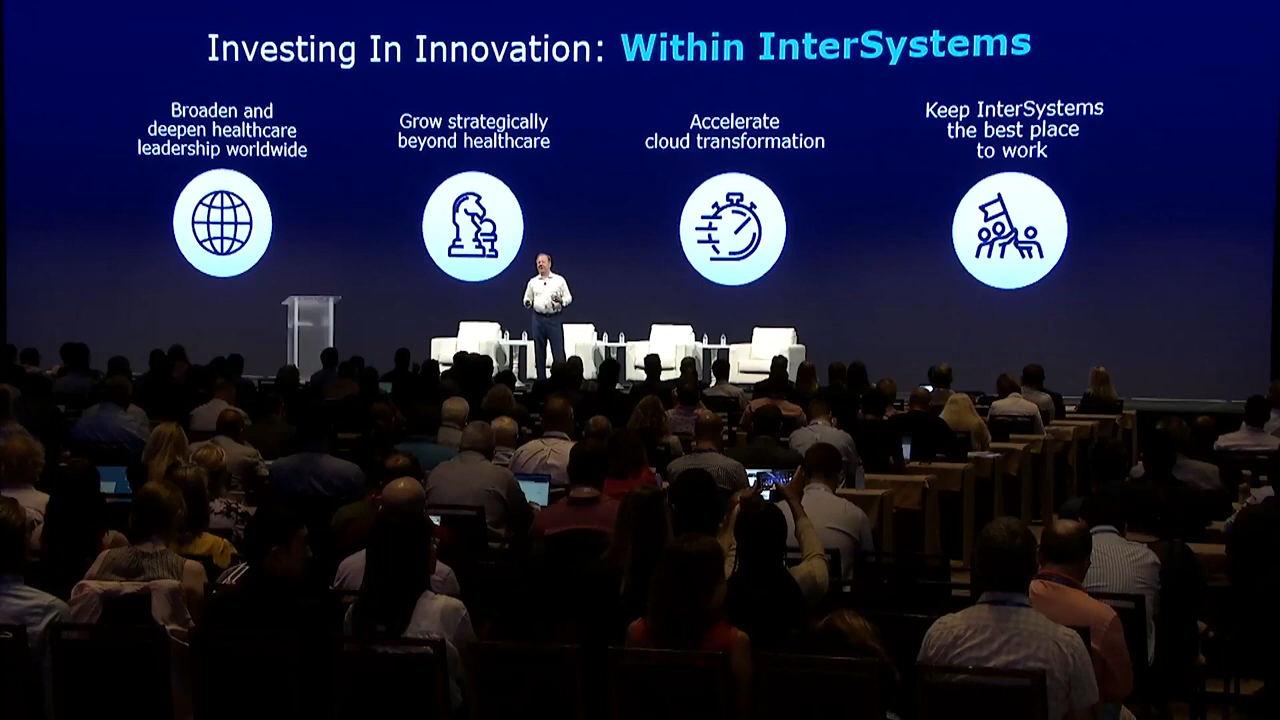 Investing In Innovation: Within InterSystems
Broaden and
deepen healthcare
leadership worldwide
Grow strategically
beyond healthcare
Accelerate
cloud transformation
Keep InterSystems
the best place
to work